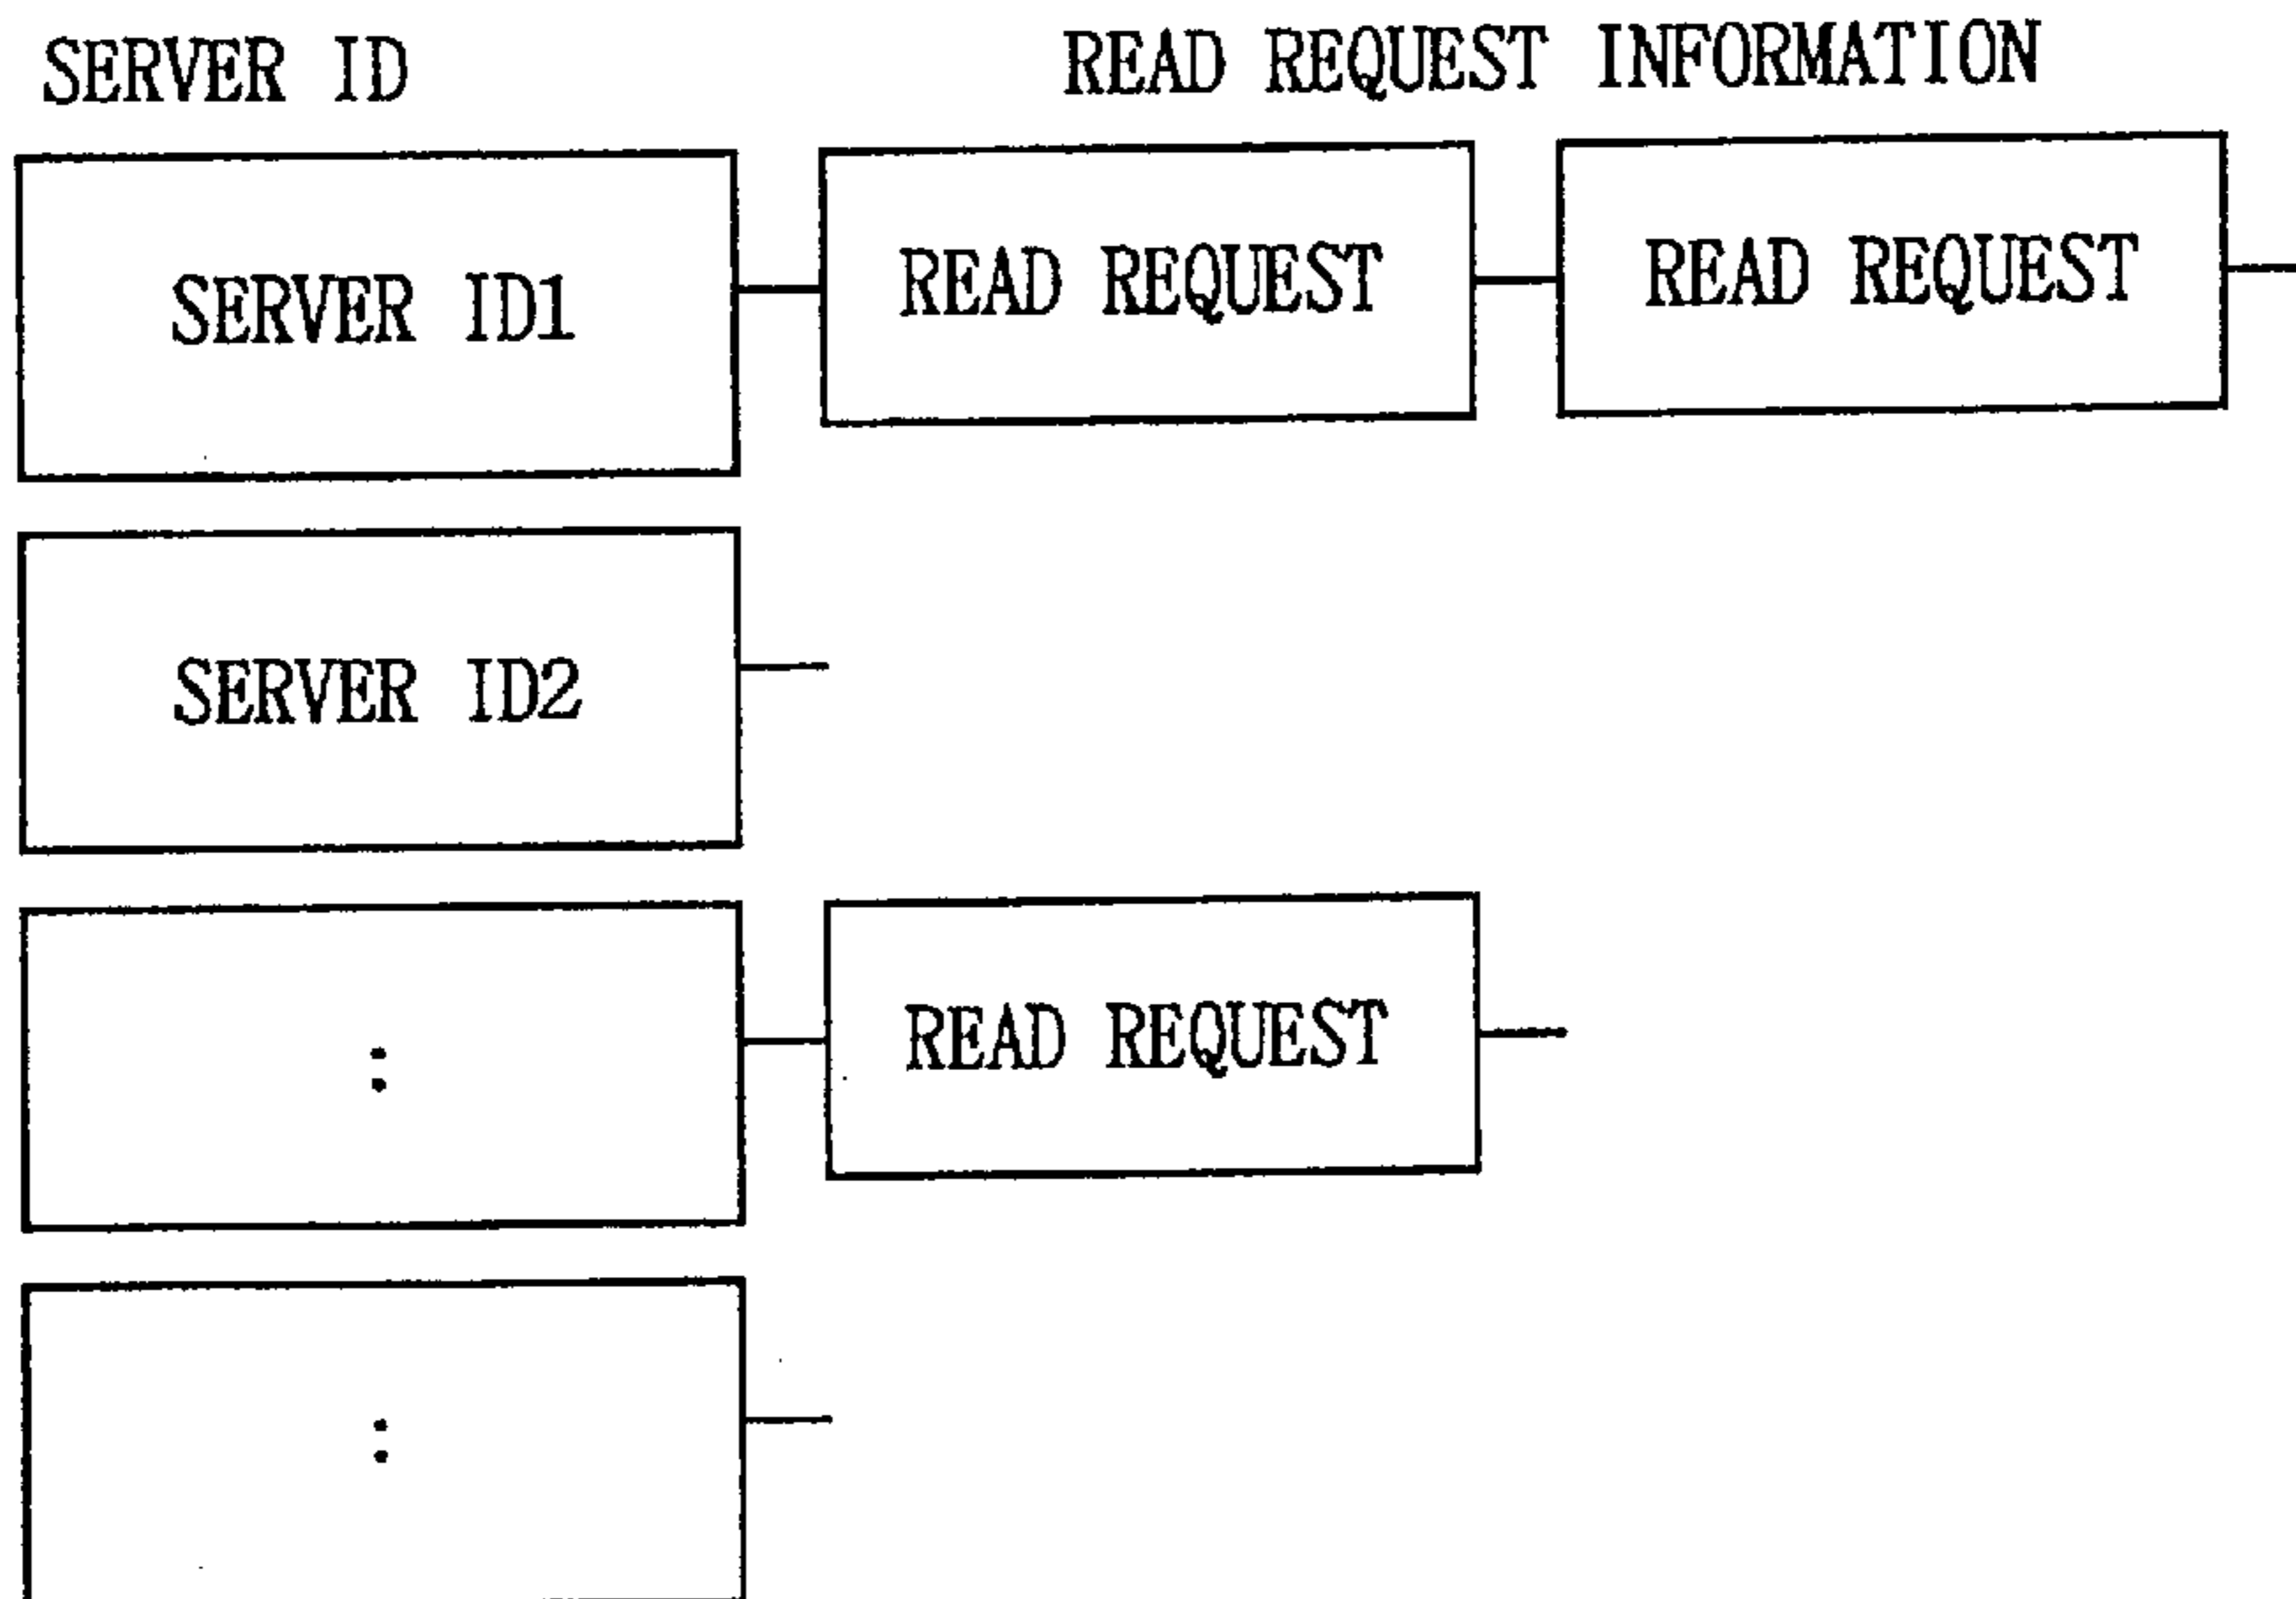 SERVER ID READ REQUEST INFORMATION
SERVER ID1 READ REQUEST READ REQUEST
SERVER ID2
: READ REQUEST
: